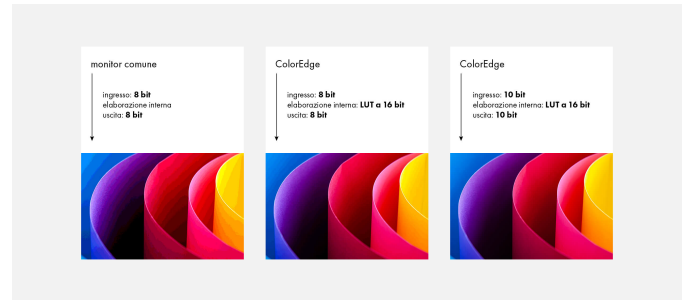 monitor comune
ingresso: 8 bit
elaborazione interna
uscita: 8 bit
ColorEdge
ingresso: 8 bit
elaborazione interna: LUT a 16 bit
uscita: 8 bit
ColorEdge
ingresso: 10 bit
elaborazione interna: LUT a 16 bit
uscita: 10 bit